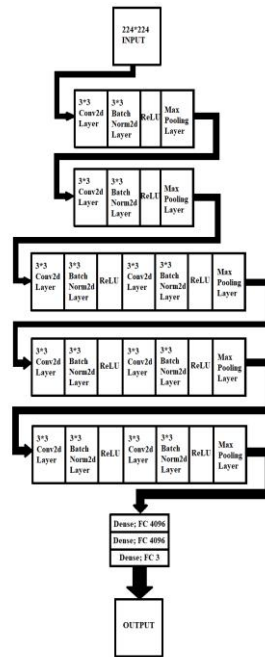 224*224
INPUT
3*3
Conv2d
Layer
3*3
Batch
Norm2d
Layer
ReLU
Max
Pooling
Layer
3*3
Conv2d
Layer
3*3
Batch
Norm2d
Layer
ReLU
Max
Pooling
Layer
3*3
Conv2d
Layer
3*3
Batch
Norm2d
Layer
ReLU
3*3
Conv2d
Layer
3*3
Batch
Norm2d
Layer
ReLU
Max
Pooling
Layer
3*3
Conv2d
Layer
3*3
Batch
Norm2d
Layer
ReLU
3*3
Conv2d
Layer
3*3
Batch
Norm2d
Layer
ReLU
Max
Pooling
Layer
3*3
Conv2d
Layer
3*3
Batch
Norm2d
Layer
ReLU
3*3
Conv2d
Layer
3*3
Batch
Norm2d
Layer
ReLU
Max
Pooling
Layer
Dense; FC 4096
Dense; FC 4096
Dense; FC 3
OUTPUT